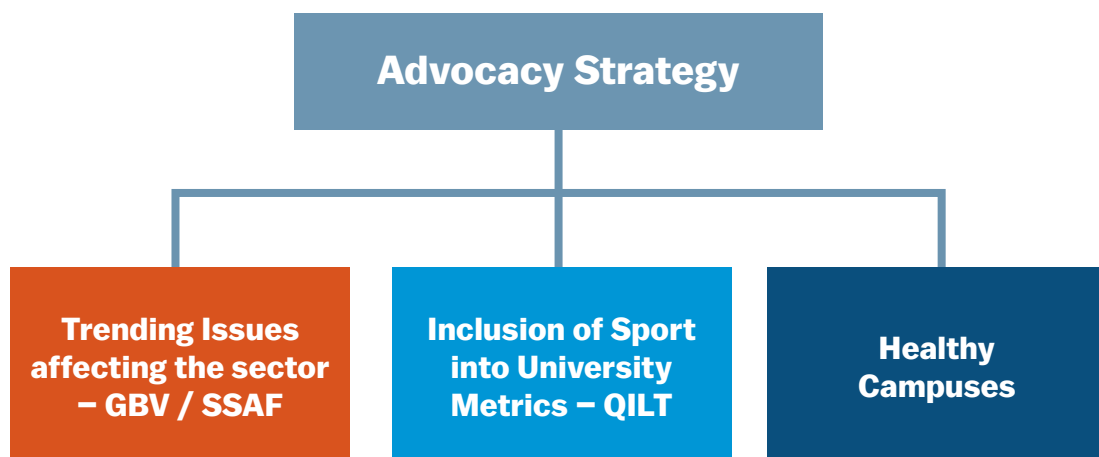 Advocacy Strategy
Trending Issues
affecting the sector
– GBV / SSAF
Inclusion of Sport
into University
Metrics – QILT
Healthy
Campuses